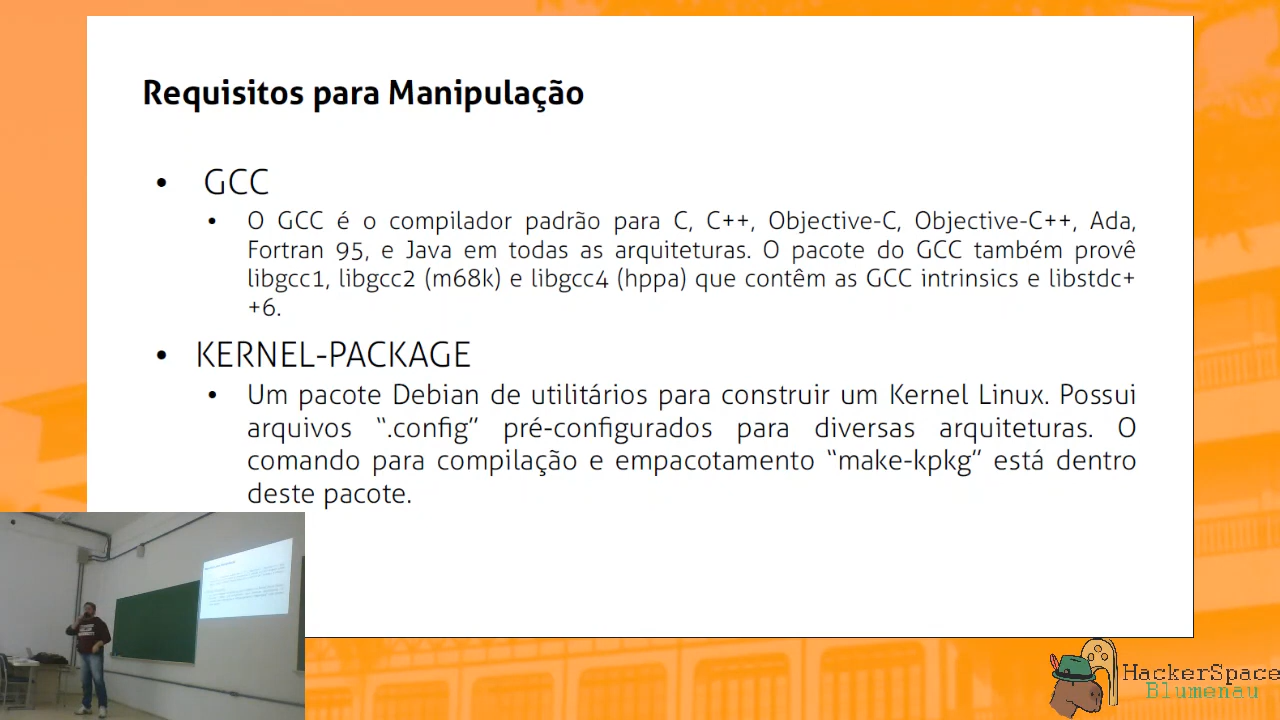 Requisitos para Manipulação
• GCC
• O GCC é o compilador padrão para C, C++, Objective-C, Objective-C++, Ada,
Fortran 95, e Java em todas as arquiteturas. O pacote do GCC também provê
libgcc1, libgcc2 (m68k) e libgcc4 (hppa) que contêm as GCC intrinsics e libstdc+
+6.
• KERNEL-PACKAGE
• Um pacote Debian de utilitários para construir um Kernel Linux. Possui
arquivos “.config” pré-configurados para diversas arquiteturas. O
comando para compilação e empacotamento “make-kpkg” está dentro
deste pacote.
HackerSpace
Blumenau